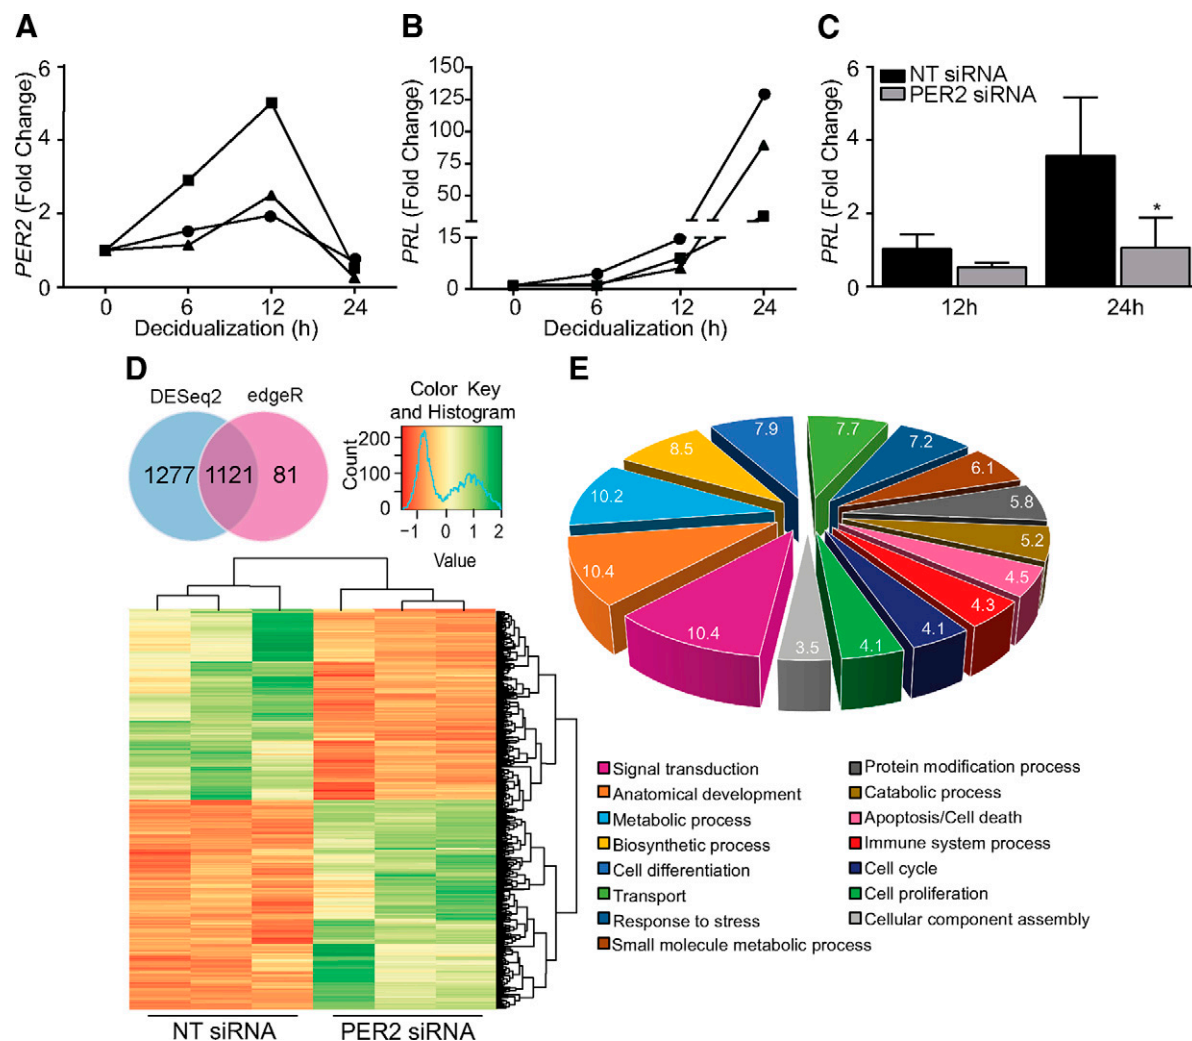 A
PER2 (Fold Change)
6
4
2
0
0 6 12 24
Decidualization (h)
B
PRL (Fold Change)
150
125
100
75
50
15
0
0 6 12 24
Decidualization (h)
C
PRL (Fold Change)
6
4
2
0
NT siRNA
PER2 siRNA
*
12h 24h
D
DESeq2 edgeR
1277 1121 81
Color Key
and Histogram
Count
200
100
0
-1 0 1 2
Value
NT siRNA PER2 siRNA
E
7.9
7.7
7.2
6.1
5.8
5.2
4.5
4.3
4.1
4.1
3.5
10.4
10.4
10.2
8.5
Signal transduction
Anatomical development
Metabolic process
Biosynthetic process
Cell differentiation
Transport
Response to stress
Small molecule metabolic process
Protein modification process
Catabolic process
Apoptosis/Cell death
Immune system process
Cell cycle
Cell proliferation
Cellular component assembly